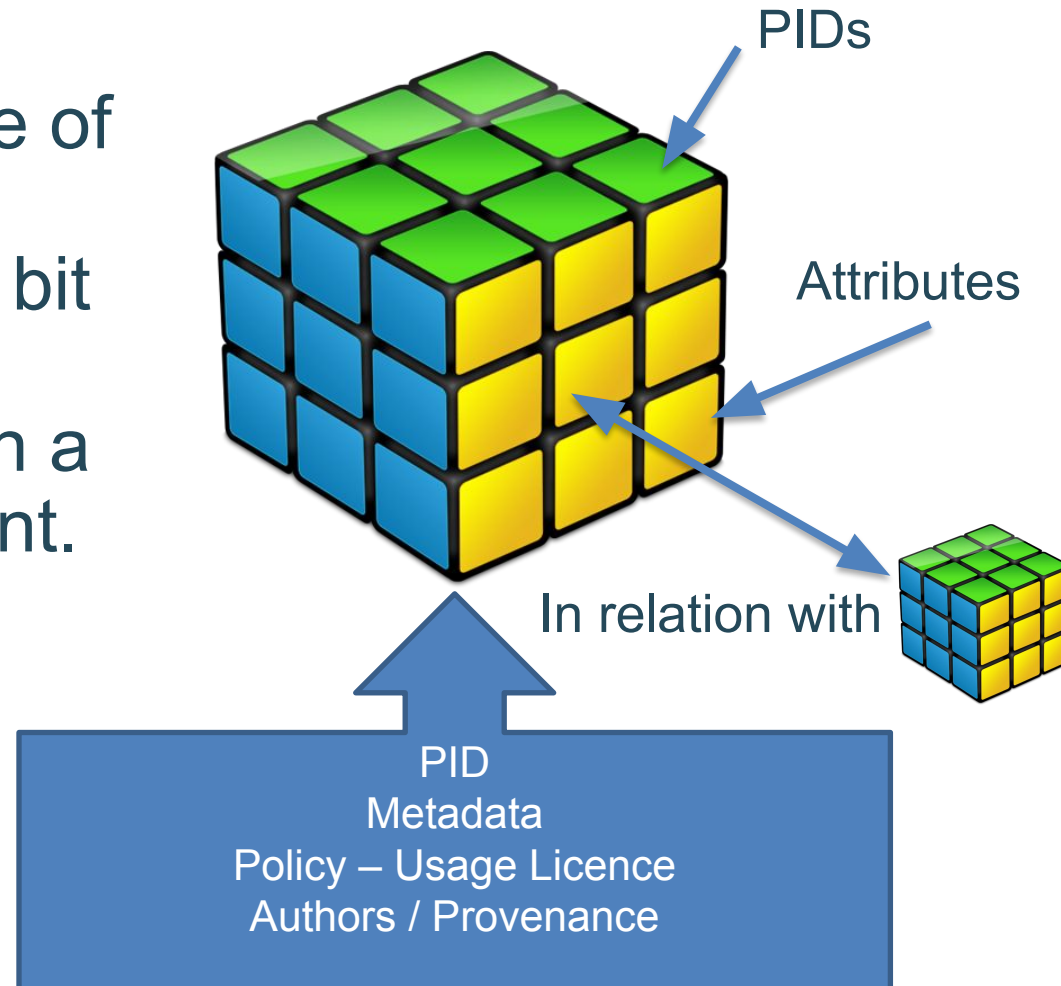 e of
bit
n a
nt.
PIDs
Attributes
In relation with
PID
Metadata
Policy – Usage Licence
Authors / Provenance